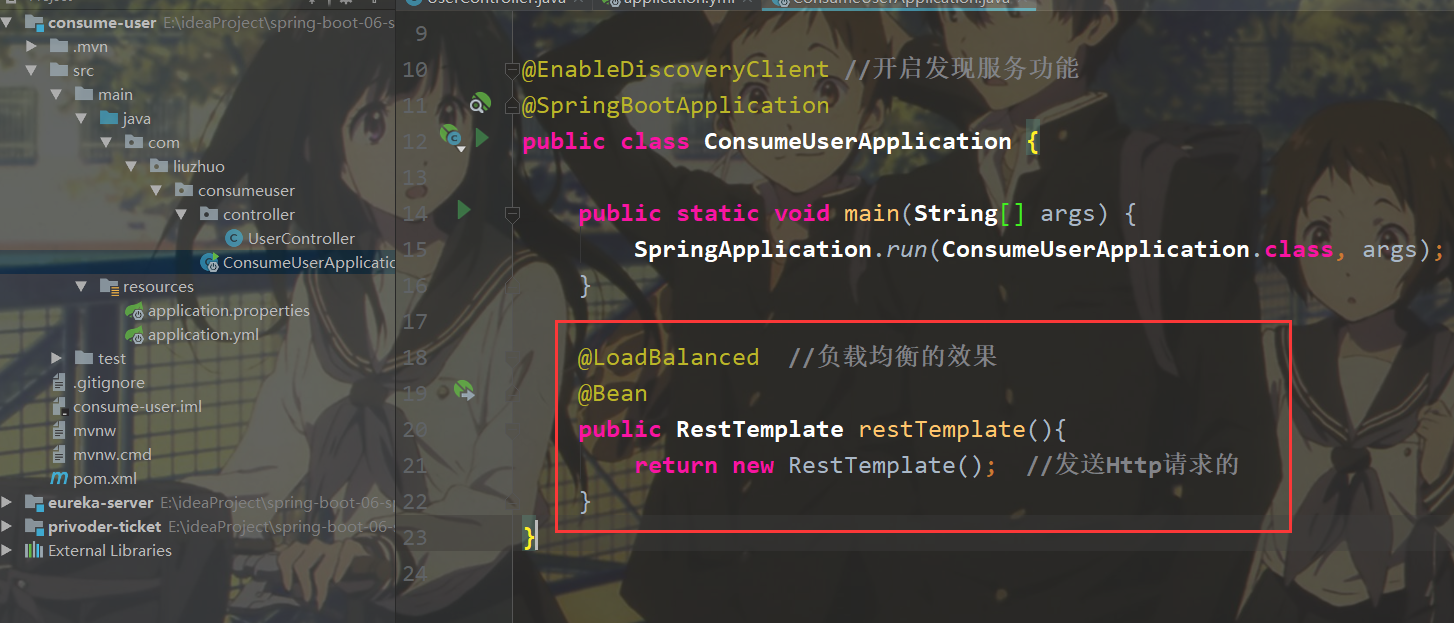 UserController.java
application.yml
ConsumeUserApplication.java
consume-user E:\ideaProject\spring-boot-06-s
.mvn
src
main
java
com
liuzhuo
consumeuser
controller
UserController
ConsumeUserApplicatio
resources
application.properties
application.yml
test
.gitignore
consume-user.iml
mvnw
mvnw.cmd
pom.xml
eureka-server E:\ideaProject\spring-boot-06-sp
privoder-ticket E:\ideaProject\spring-boot-06-
External Libraries
9
10 @EnableDiscoveryClient //开启发现服务功能
11 @SpringBootApplication
12 public class ConsumeUserApplication {
13
14 public static void main(String[] args) {
15 SpringApplication.run(ConsumeUserApplication.class, args);
16 }
17
18 @LoadBalanced //负载均衡的效果
19 @Bean
20 public RestTemplate restTemplate(){
21 return new RestTemplate(); //发送Http请求的
22 }
23 }
24